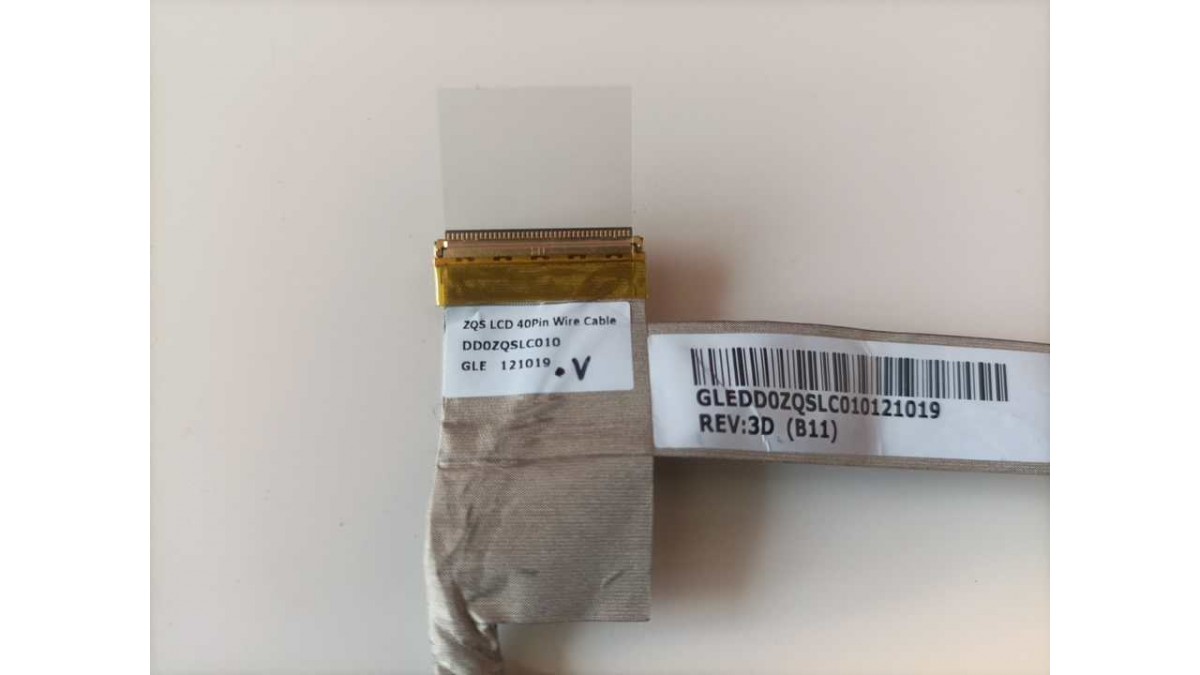 ZQS LCD 40Pin Wire Cable
DD0ZQSLC010
GLE 121019 .V
GLEDD0ZQSLC010121019
REV:3D (B11)